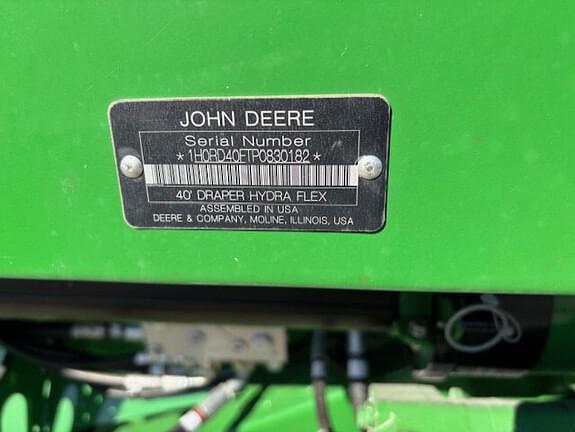 JOHN DEERE
Serial Number
*1H0RD40FTP0830182*
40' DRAPER HYDRA FLEX
ASSEMBLED IN USA
DEERE & COMPANY, MOLINE, ILLINOIS, USA